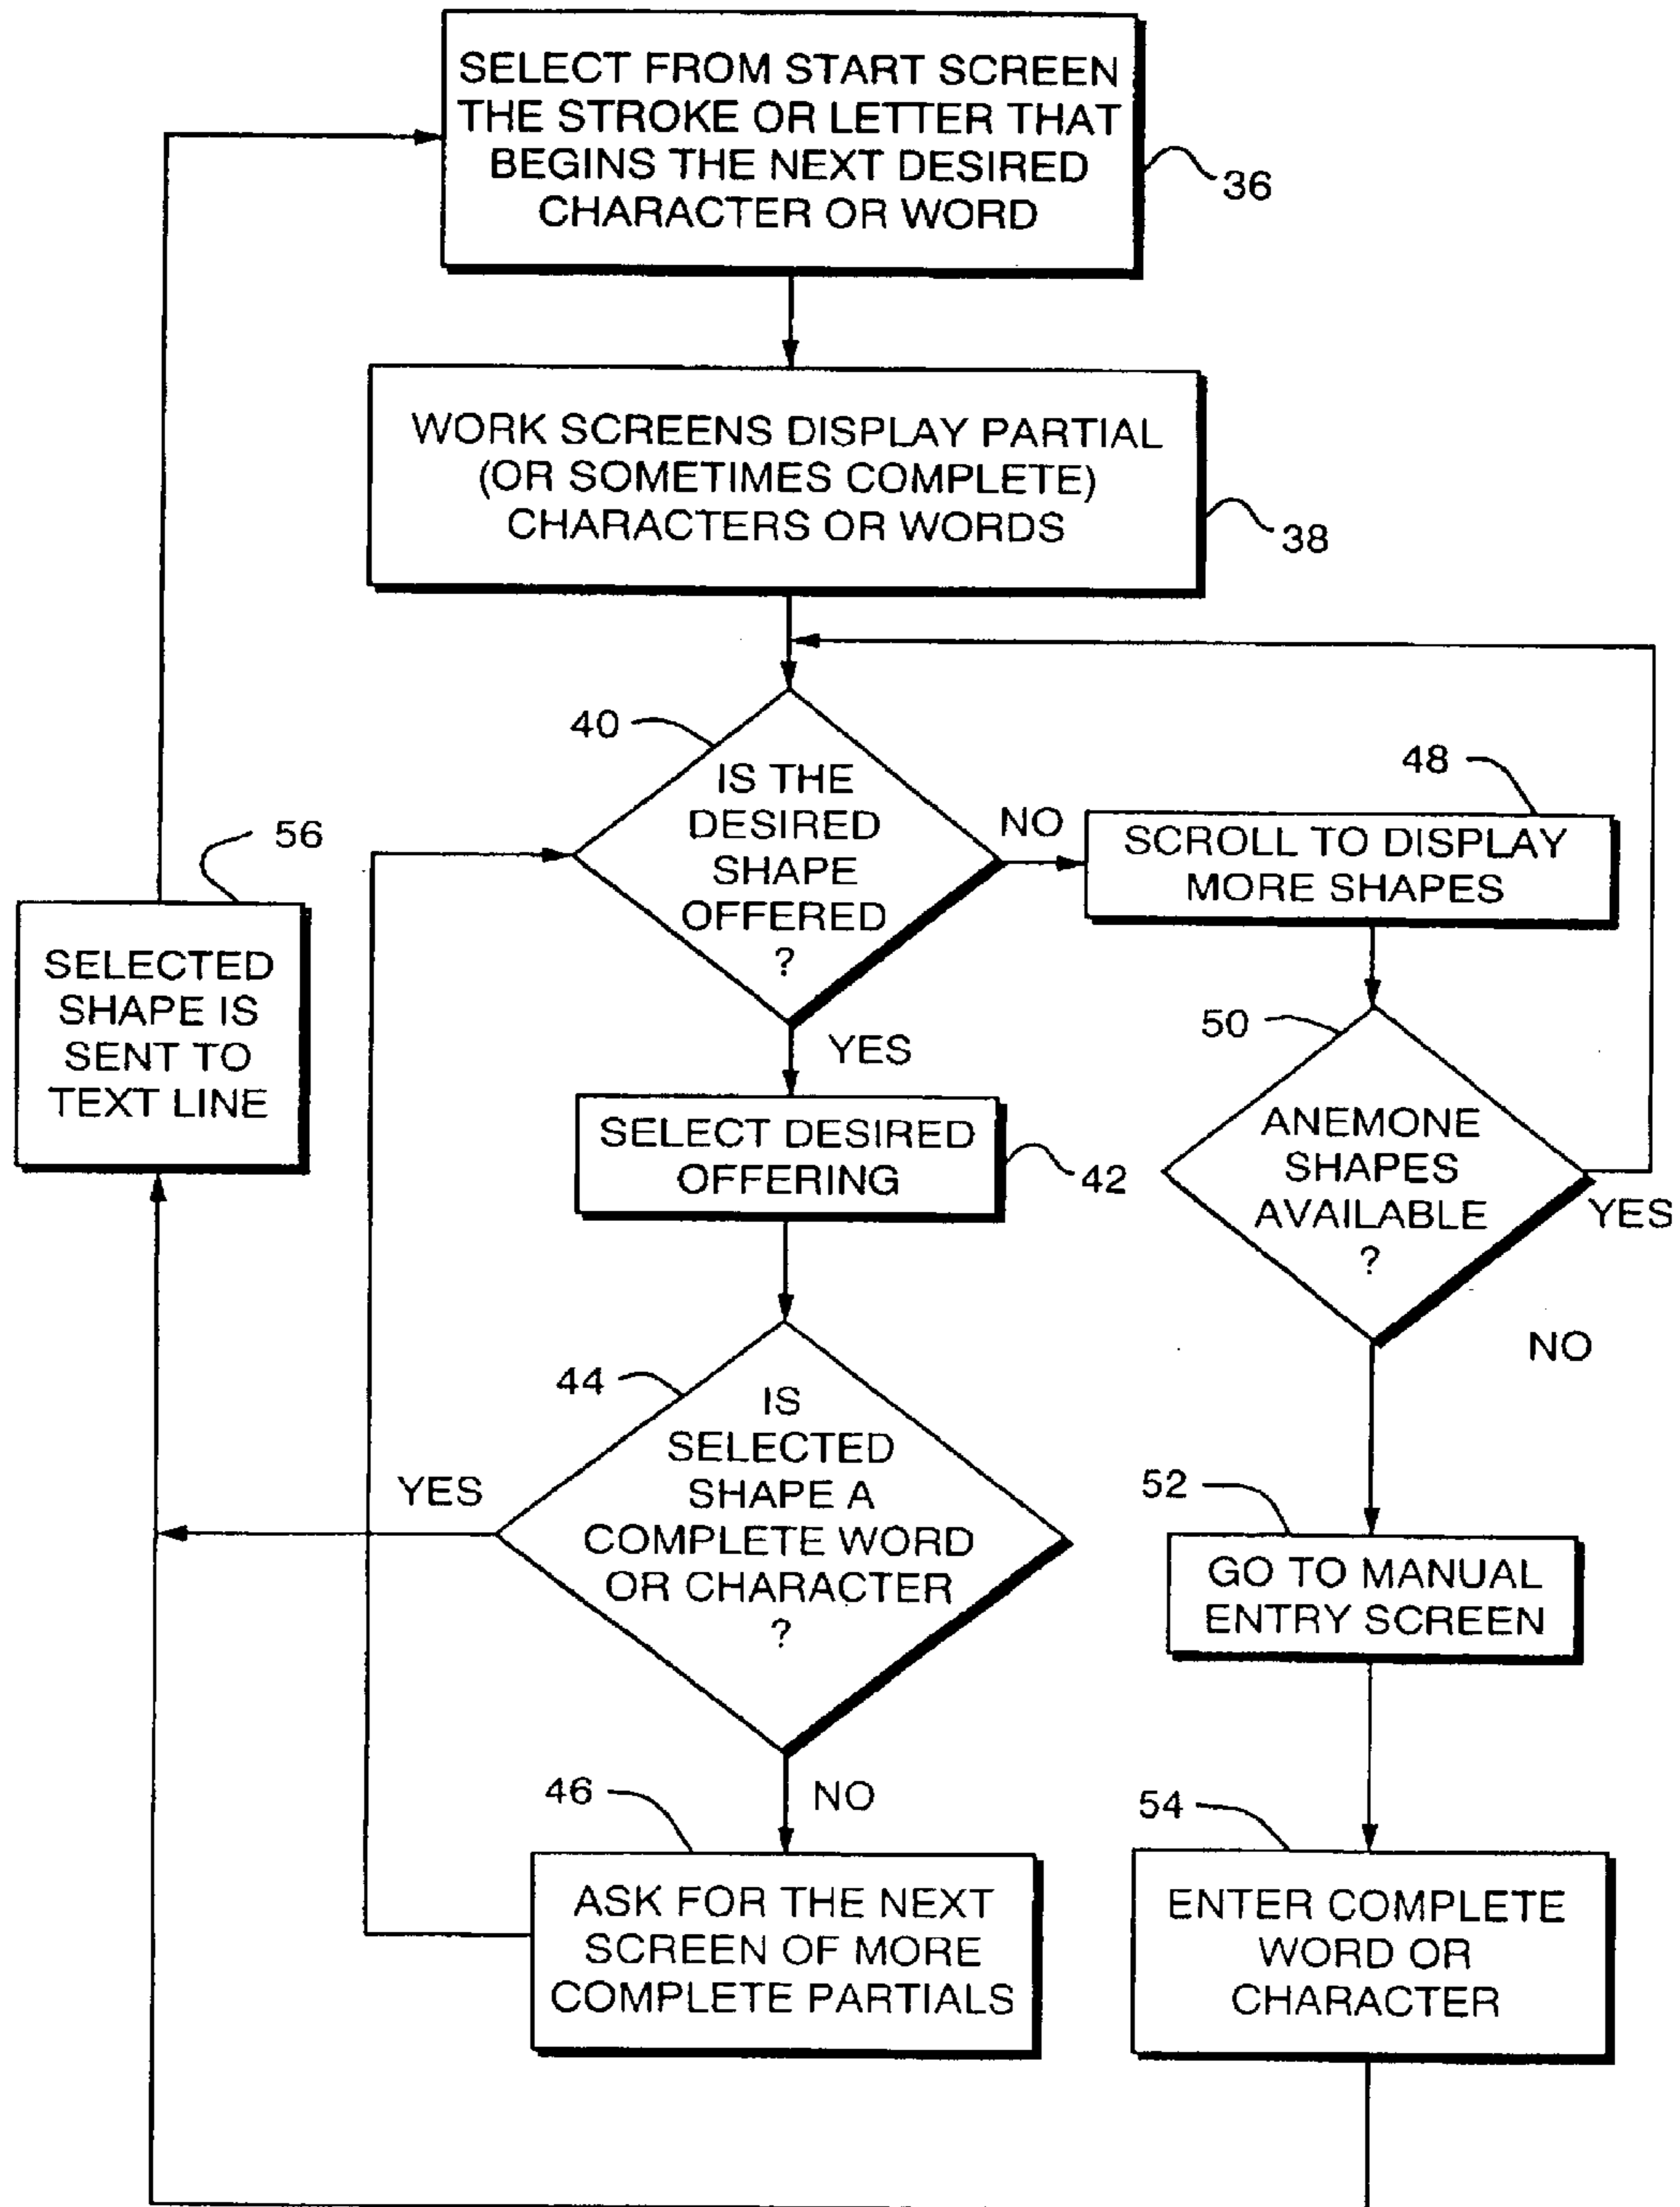 SELECT FROM START SCREEN
THE STROKE OR LETTER THAT
BEGINS THE NEXT DESIRED
CHARACTER OR WORD
36
WORK SCREENS DISPLAY PARTIAL
(OR SOMETIMES COMPLETE)
CHARACTERS OR WORDS
38
40
IS THE
DESIRED
SHAPE
OFFERED
?
NO
YES
48
SCROLL TO DISPLAY
MORE SHAPES
56
SELECTED
SHAPE IS
SENT TO
TEXT LINE
50
ANEMONE
SHAPES
AVAILABLE
?
YES
NO
SELECT DESIRED
OFFERING
42
44
IS
SELECTED
SHAPE A
COMPLETE WORD
OR CHARACTER
?
YES
NO
52
GO TO MANUAL
ENTRY SCREEN
46
ASK FOR THE NEXT
SCREEN OF MORE
COMPLETE PARTIALS
54
ENTER COMPLETE
WORD OR
CHARACTER